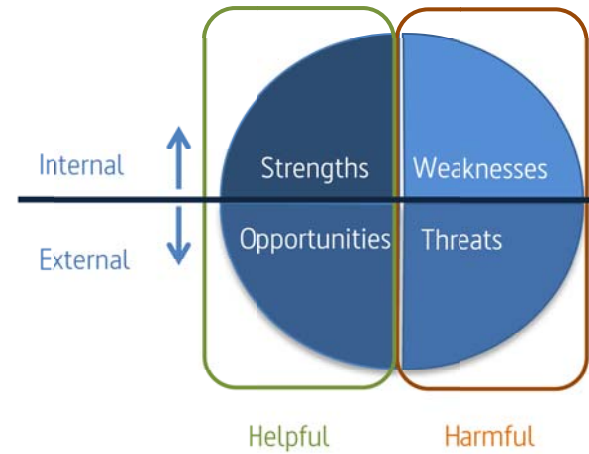 Internal
Strengths
Weaknesses
External
Opportunities
Threats
Helpful
Harmful